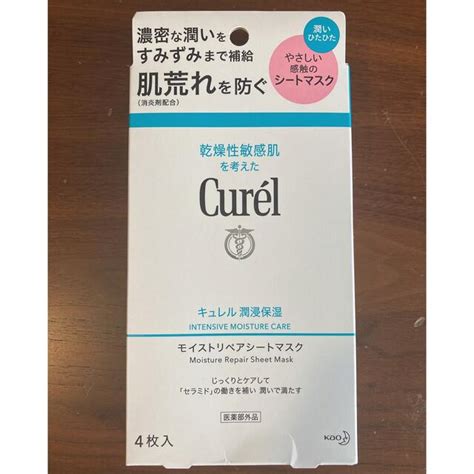 濃密な潤いを
すみずみまで補給
肌荒れを防ぐ
(消炎剤配合)
潤い
ひたひた
やさしい
感触の
シートマスク
乾燥性敏感肌
を考えた
Curél
キュレル 潤浸保湿
INTENSIVE MOISTURE CARE
モイストリペアシートマスク
Moisture Repair Sheet Mask
じっくりとケアして
「セラミド」の働きを補い 潤いで満たす
医薬部外品
4枚入
Kao